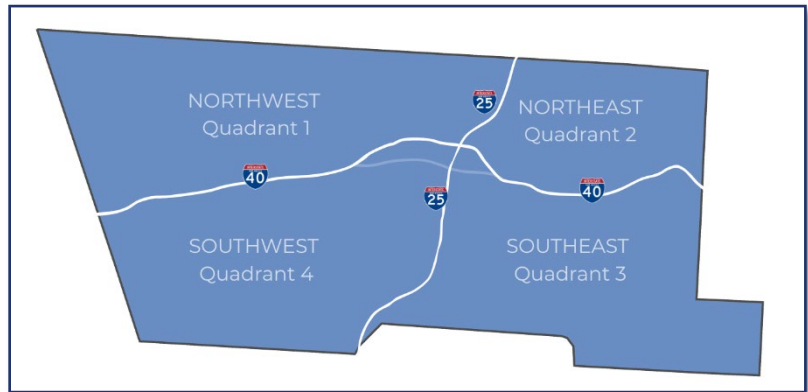 NORTHWEST
Quadrant 1
25
NORTHEAST
Quadrant 2
40
25
40
SOUTHWEST
Quadrant 4
SOUTHEAST
Quadrant 3